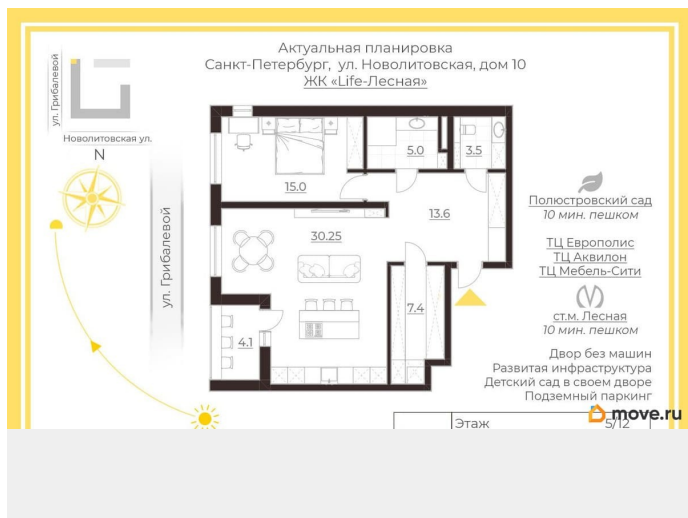 Актуальная планировка
Санкт-Петербург, ул. Новолитовская, дом 10
ЖК «Life-Лесная»
ул. Грибалевой
Новолитовская ул.
N
ул. Грибалевой
15.0
5.0
3.5
13.6
30.25
7.4
4.1
Полюстровский сад
10 мин. пешком
ТЦ Европолис
ТЦ Аквилон
ТЦ Мебель-Сити
ст.м. Лесная
10 мин. пешком
Двор без машин
Развитая инфраструктура
Детский сад в своем дворе
Подземный паркинг
move.ru
Этаж
5/12